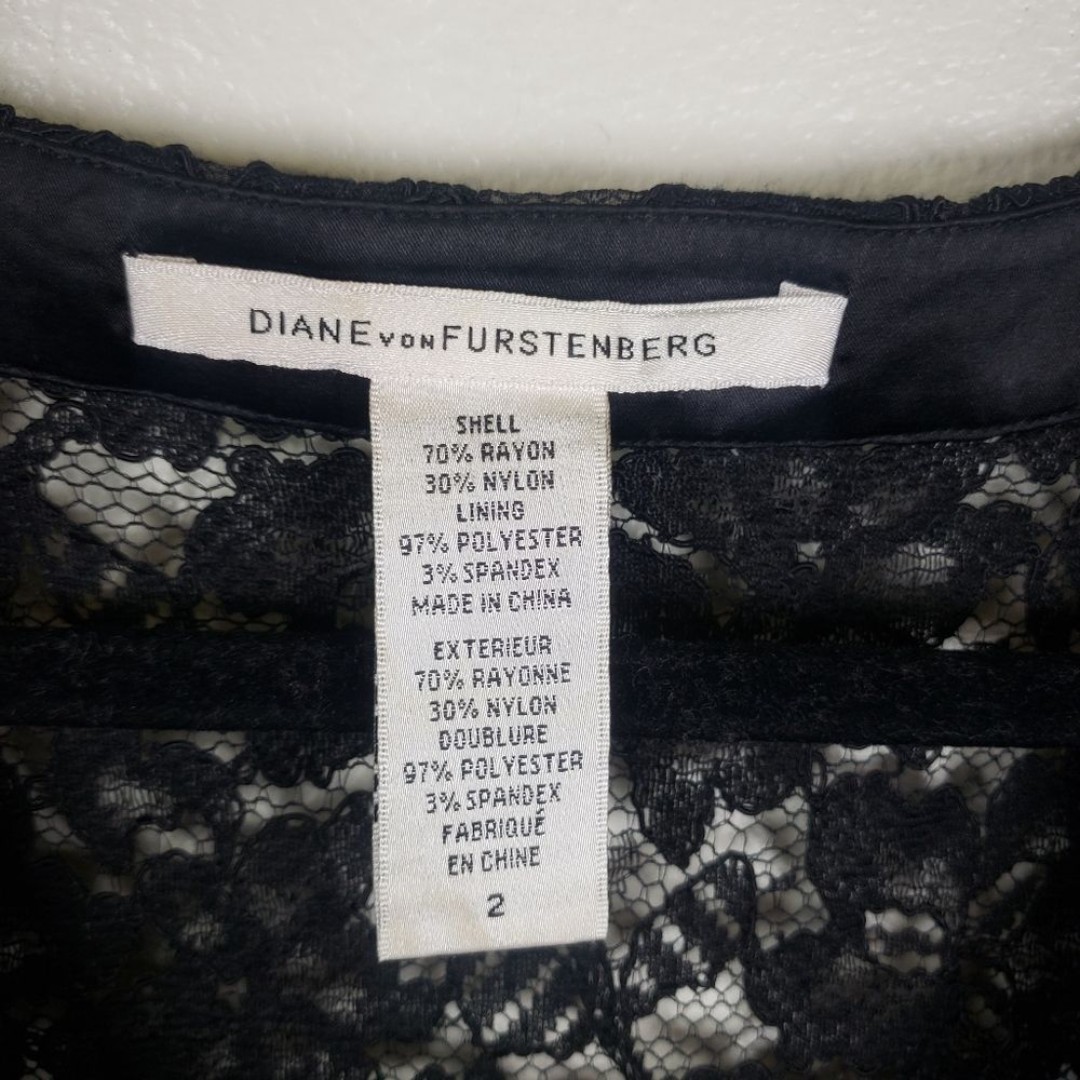 DIANE VON FURSTENBERG
SHELL
70% RAYON
30% NYLON
LINING
97% POLYESTER
3% SPANDEX
MADE IN CHINA
EXTERIEUR
70% RAYONNE
30% NYLON
DOUBLURE
97% POLYESTER
3% SPANDEX
FABRIQUÉ
EN CHINE
2